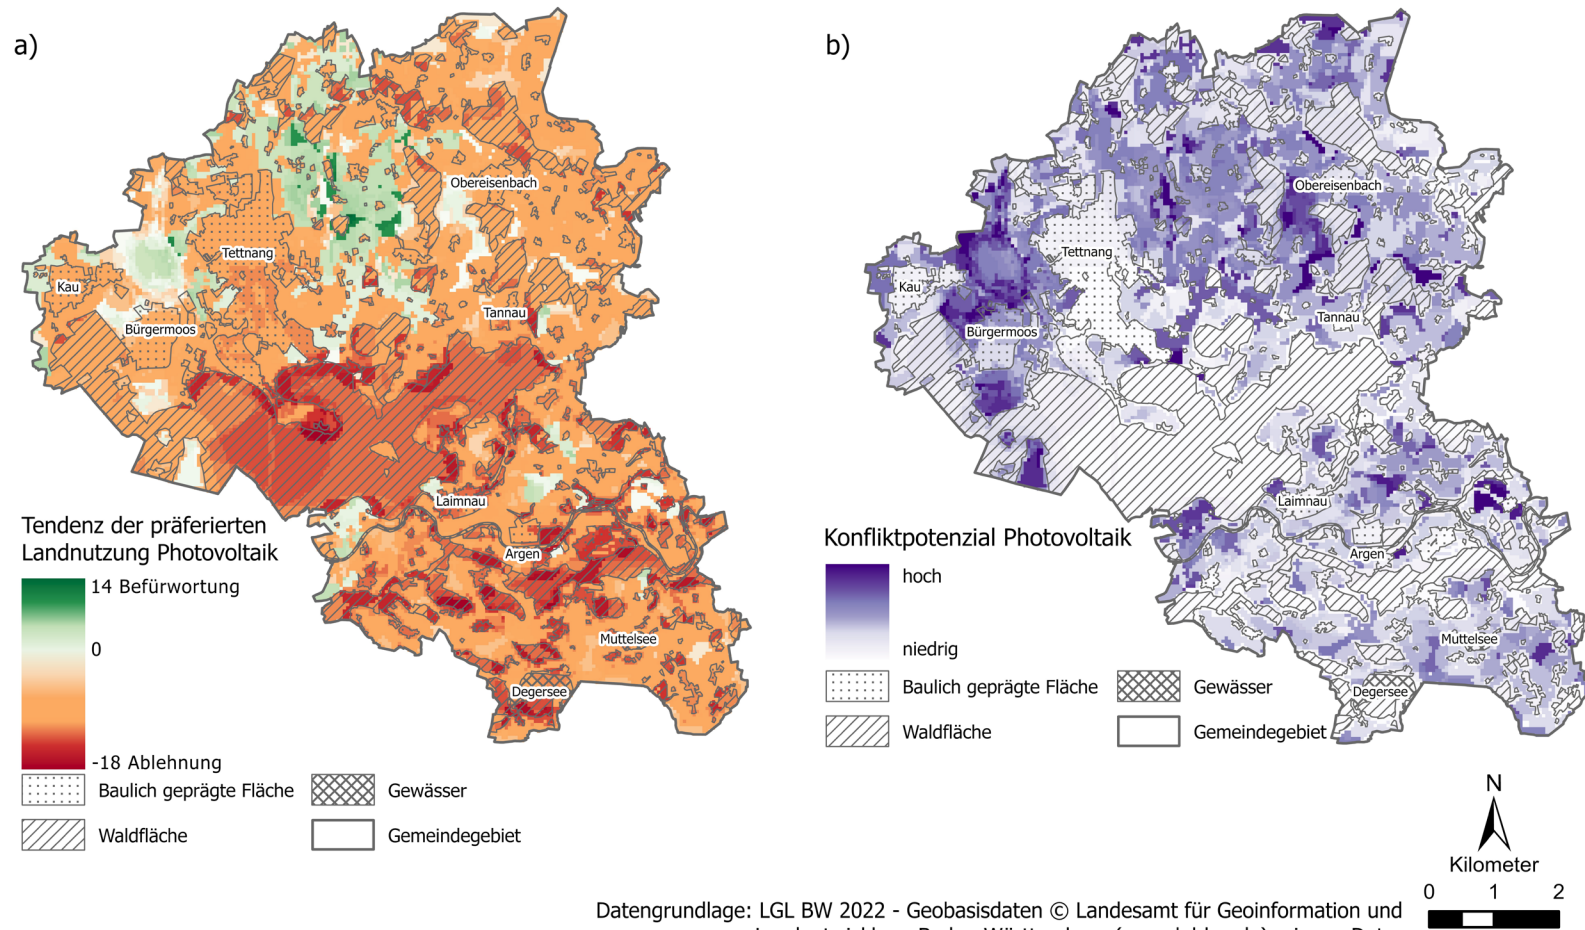 a)
Obereisenbach
Tettnang
Kau
Bürgermoos
Tannau
Laimnau
Argen
Muttelsee
Degersee
Tendenz der präferierten
Landnutzung Photovoltaik
14 Befürwortung
0
-18 Ablehnung
Baulich geprägte Fläche
Gewässer
Waldfläche
Gemeindegebiet
b)
Obereisenbach
Tettnang
Kau
Bürgermoos
Tannau
Laimnau
Argen
Muttelsee
Degersee
Konfliktpotenzial Photovoltaik
hoch
niedrig
Baulich geprägte Fläche
Gewässer
Waldfläche
Gemeindegebiet
N
Kilometer
0 1 2
Datengrundlage: LGL BW 2022 - Geobasisdaten © Landesamt für Geoinformation und